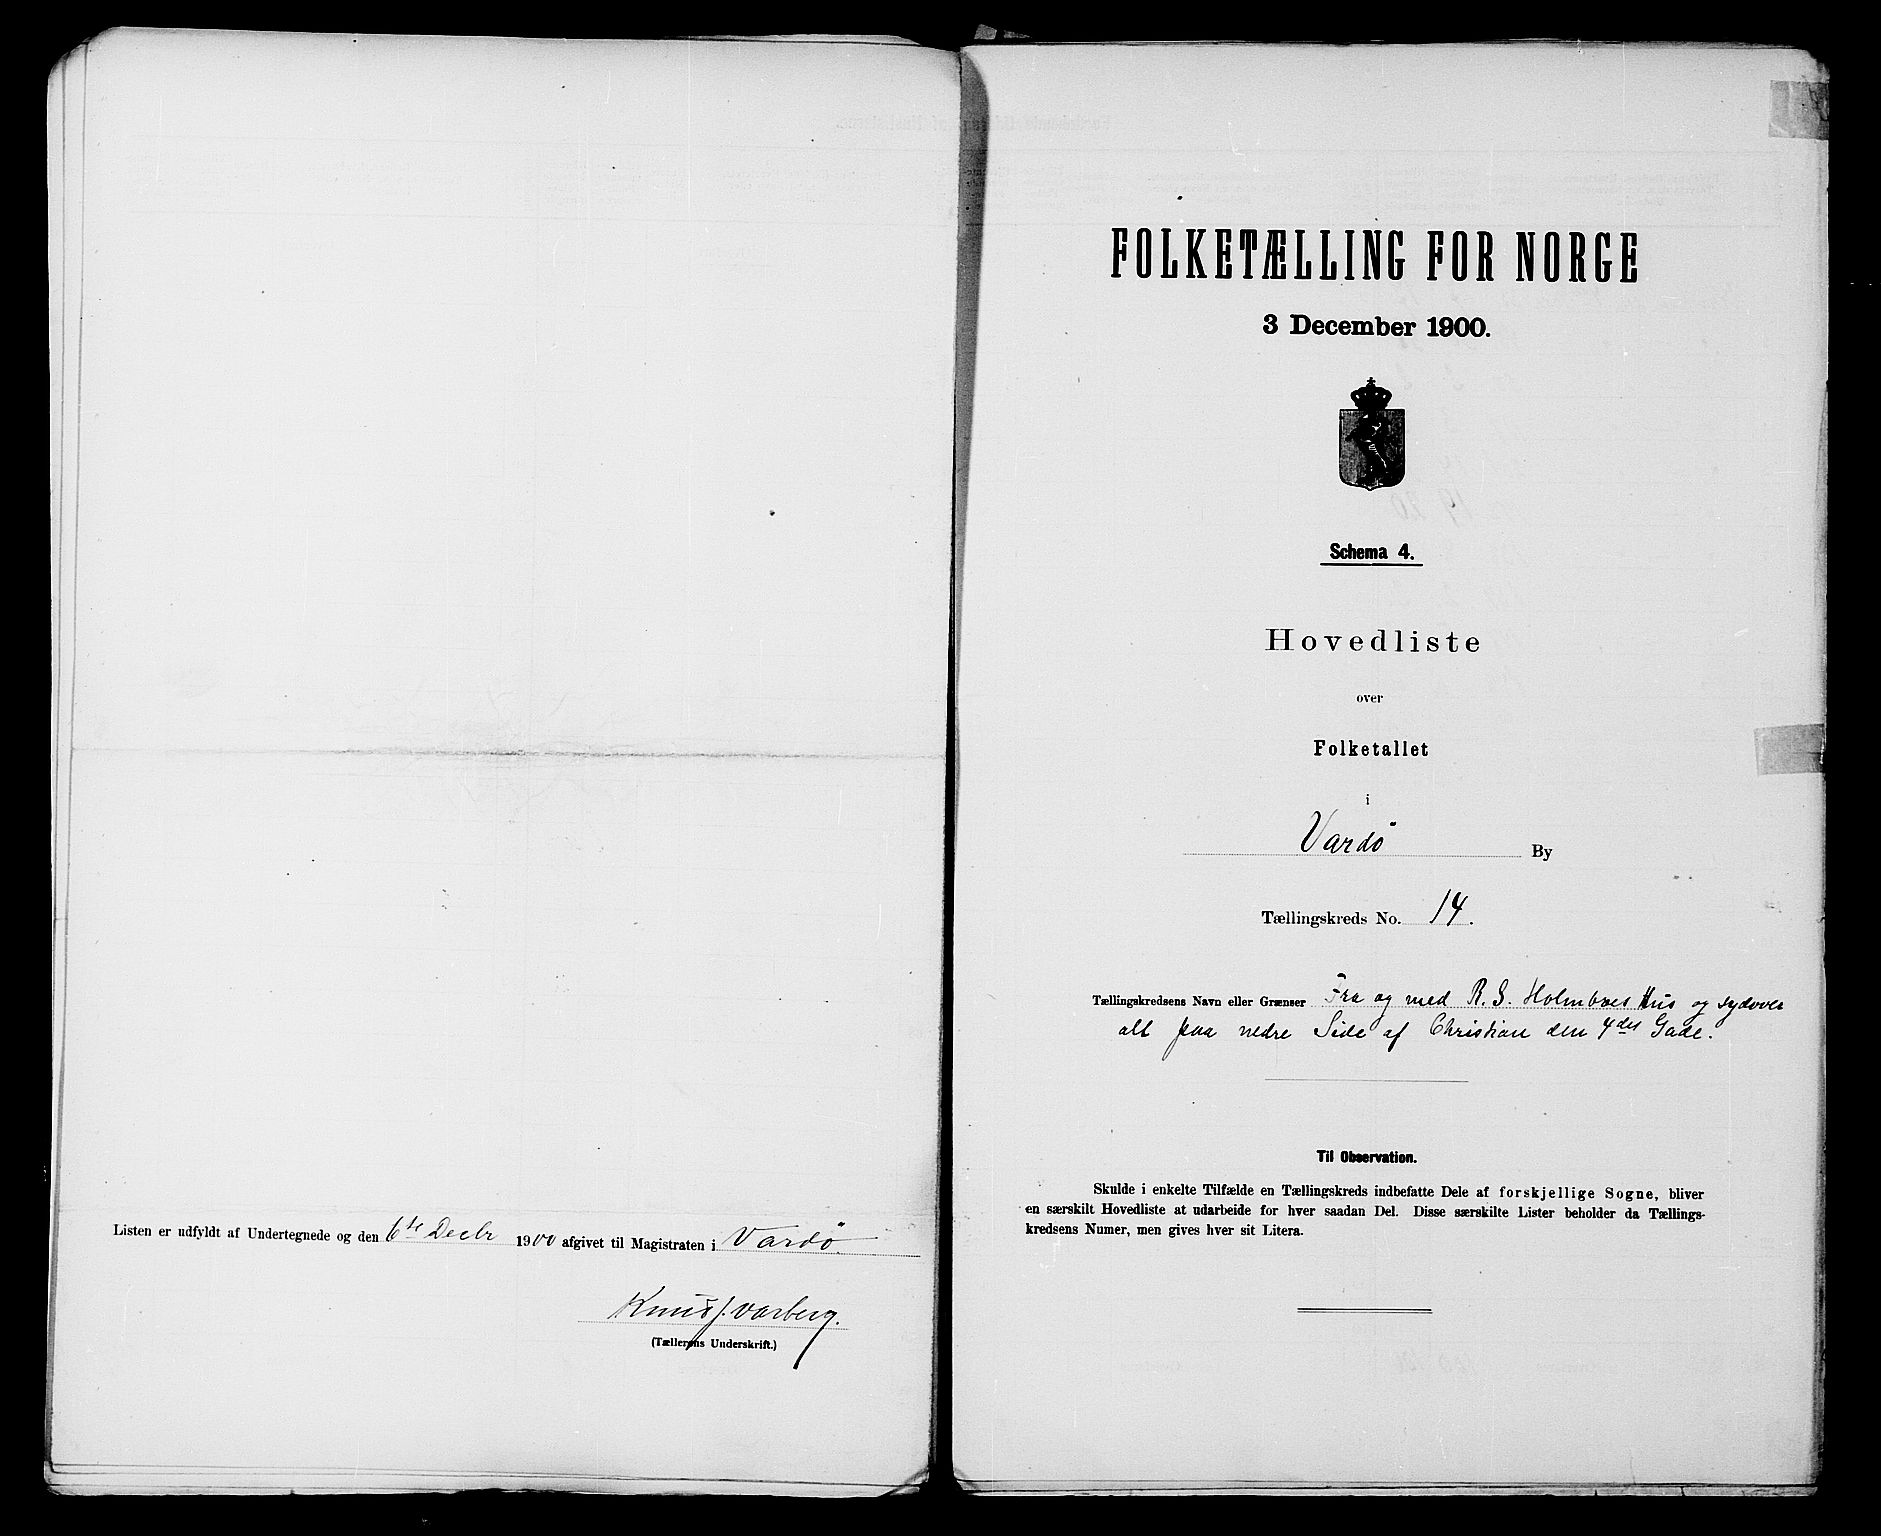 Listen er udfyldt af Undertegnede og den 6te Decbr 1900 afgivet til Magistraten i Vardö.
Knut J. Varberg.
(Tællerens Underskrift.)
FOLKETÆLLING FOR NORGE
3 December 1900.
Schema 4.
Hovedliste
over
Folketallet
i
Vardö By
Tællingskreds No. 14.
Tællingskredsens Navn eller Grænser Fra og med R. S. Holmboes Hus og sydover
alt paa nedre Side af Christian den 4des Gade.
Til Observation.
Skulde i enkelte Tilfælde en Tællingskreds indbefatte Dele af forskjellige Sogne, bliver
en særskilt Hovedliste at udarbeide for hver saadan Del. Disse særskilte Lister beholder da Tællings-
kredsens Numer, men gives hver sit Litera.